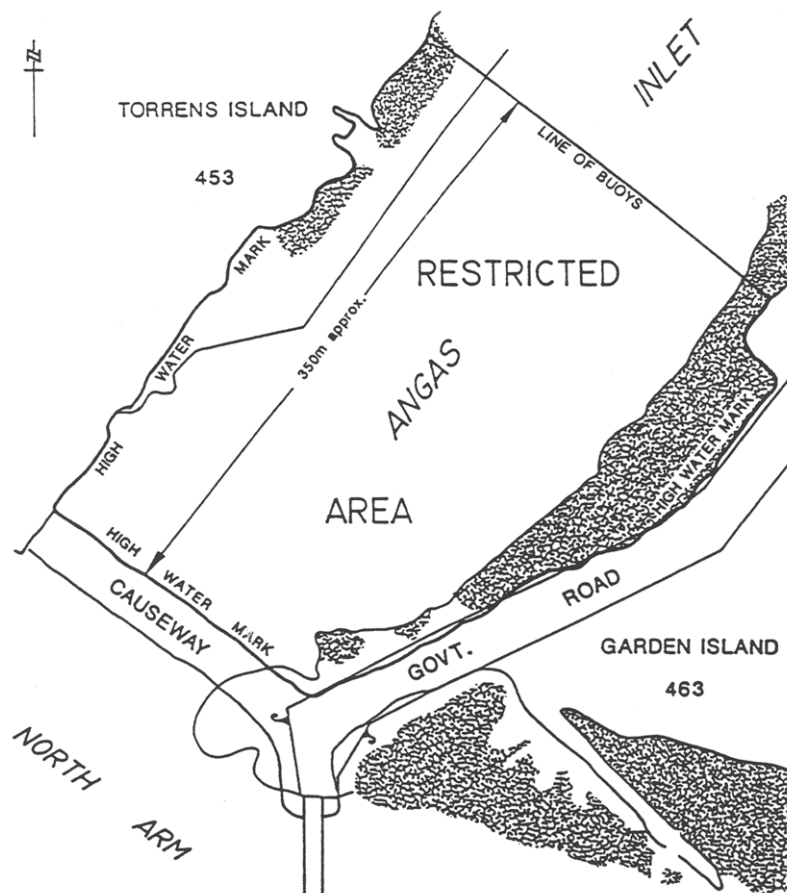 N
INLET
TORRENS ISLAND
453
LINE OF BUOYS
RESTRICTED
HIGH WATER MARK
350m approx.
ANGAS
HIGH WATER MARK
AREA
HIGH WATER MARK
CAUSEWAY
ROAD
GOVT.
GARDEN ISLAND
463
NORTH
ARM